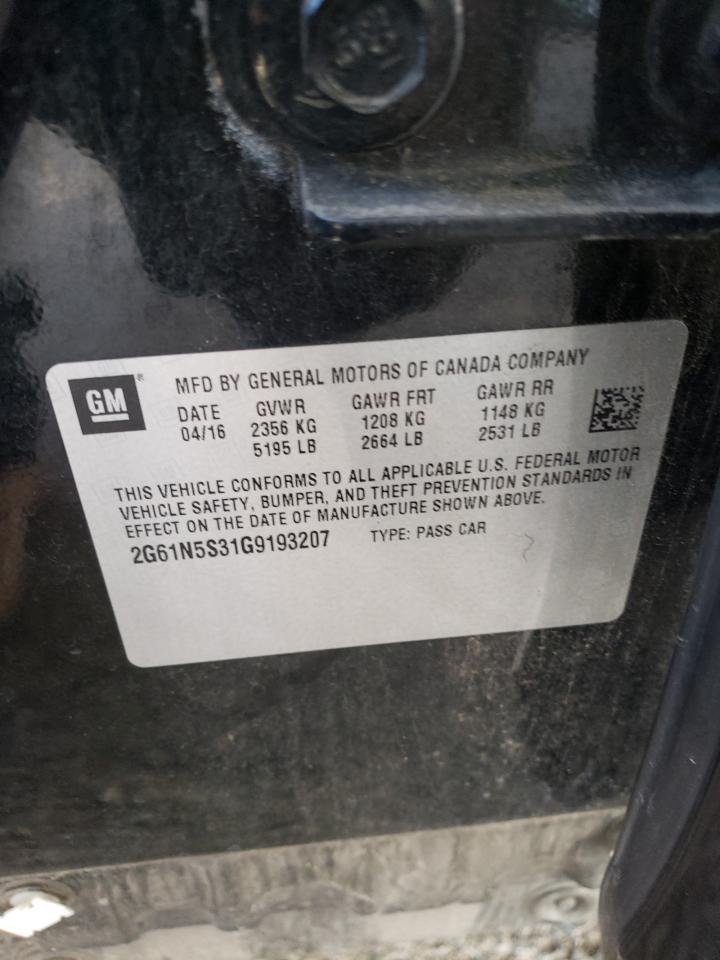 GM®
MFD BY GENERAL MOTORS OF CANADA COMPANY
DATE GVWR GAWR FRT GAWR RR
04/16 2356 KG 1208 KG 1148 KG
5195 LB 2664 LB 2531 LB
THIS VEHICLE CONFORMS TO ALL APPLICABLE U.S. FEDERAL MOTOR
VEHICLE SAFETY, BUMPER, AND THEFT PREVENTION STANDARDS IN
EFFECT ON THE DATE OF MANUFACTURE SHOWN ABOVE.
2G61N5S31G9193207 TYPE: PASS CAR